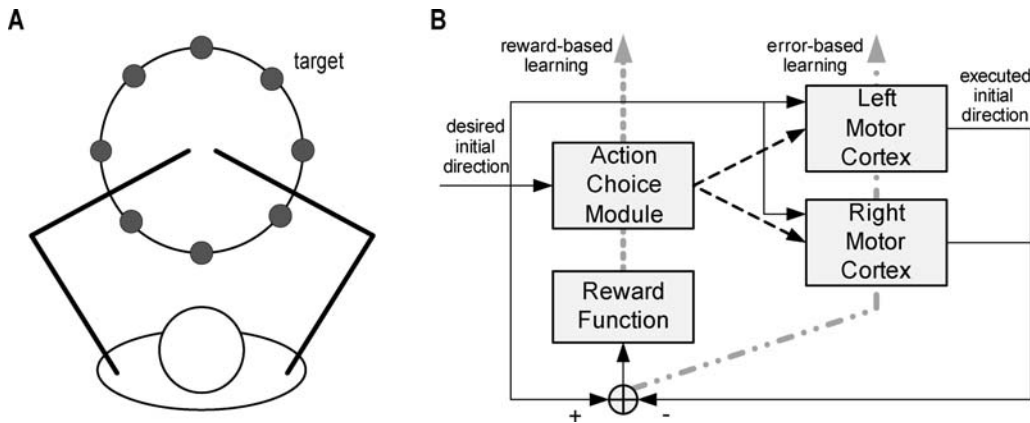 A
target
B
reward-based
learning
error-based
learning
executed
initial
direction
desired
initial
direction
Action
Choice
Module
Left
Motor
Cortex
Right
Motor
Cortex
Reward
Function
+
-